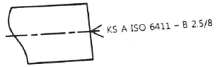 KS A ISO 6411 – B 2.5/8